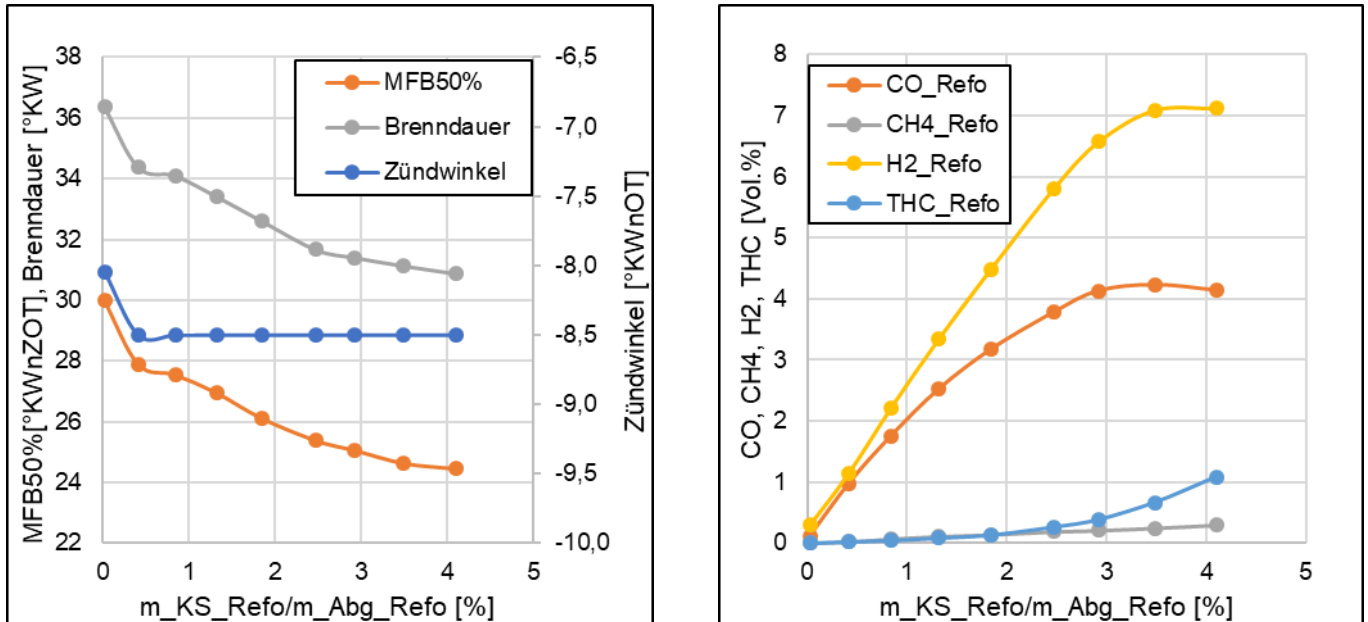 38
36
34
32
30
28
26
24
22
MFB50%[°KWnZOT], Brenndauer [°KW]
MFB50%
Brenndauer
Zündwinkel
-6,5
-7,0
-7,5
-8,0
-8,5
-9,0
-9,5
-10,0
Zündwinkel [°KWnOT]
0 1 2 3 4 5
m_KS_Refo/m_Abg_Refo [%]
8
7
6
5
4
3
2
1
0
CO, CH4, H2, THC [Vol.%]
CO_Refo
CH4_Refo
H2_Refo
THC_Refo
0 1 2 3 4 5
m_KS_Refo/m_Abg_Refo [%]